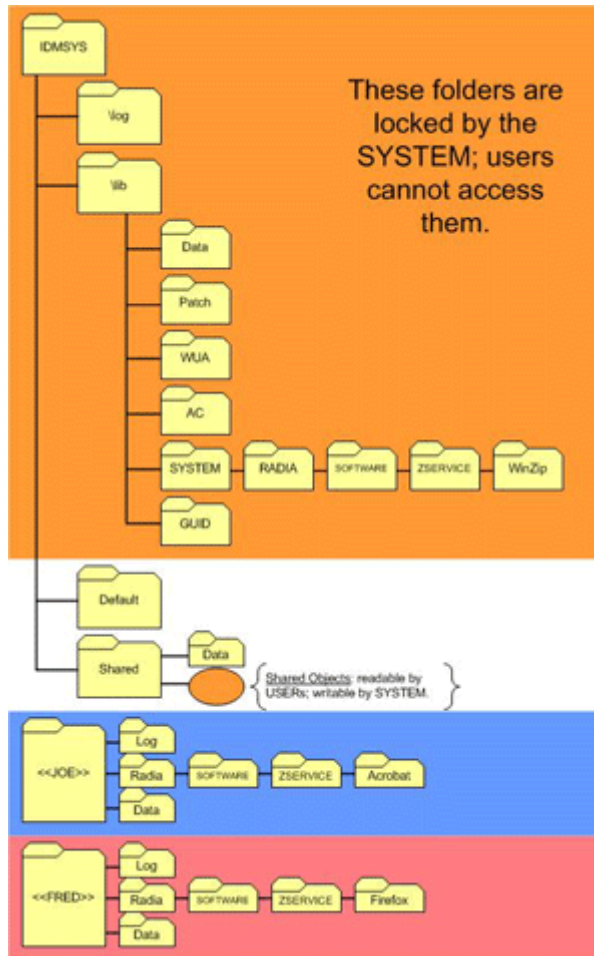 IDMSYS
These folders are
locked by the
SYSTEM; users
cannot access
them.
\log
\lib
Data
Patch
WUA
AC
SYSTEM
RADIA
SOFTWARE
ZSERVICE
WinZip
GUID
Default
Shared
Data
Shared Objects: readable by
USERs; writable by SYSTEM.
<<JOE>>
Log
Radia
SOFTWARE
ZSERVICE
Acrobat
Data
<<FRED>>
Log
Radia
SOFTWARE
ZSERVICE
Firefox
Data